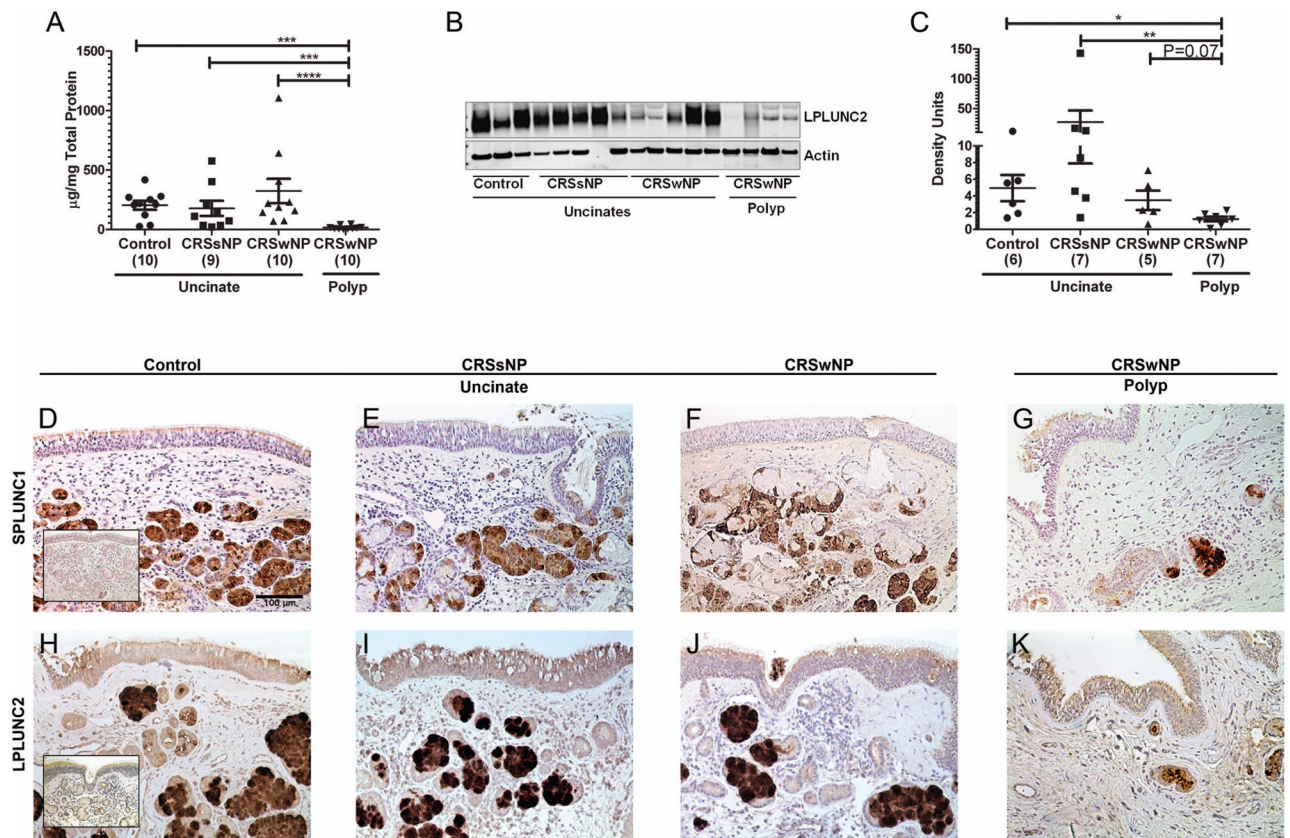 A
***
***
****
1500
1000
500
0
µg/mg Total Protein
Control CRSsNP CRSwNP CRSwNP
(10) (9) (10) (10)
Uncinate Polyp
B
LPLUNC2
Actin
Control CRSsNP CRSwNP CRSwNP
Uncinates Polyp
C
*
**
P=0.07
150
100
50
6
4
2
0
Density Units
Control CRSsNP CRSwNP CRSwNP
(6) (7) (5) (7)
Uncinate Polyp
Control CRSsNP CRSwNP CRSwNP
Uncinate Polyp
SPLUNC1
D E F G
100 µm
LPLUNC2
H I J K